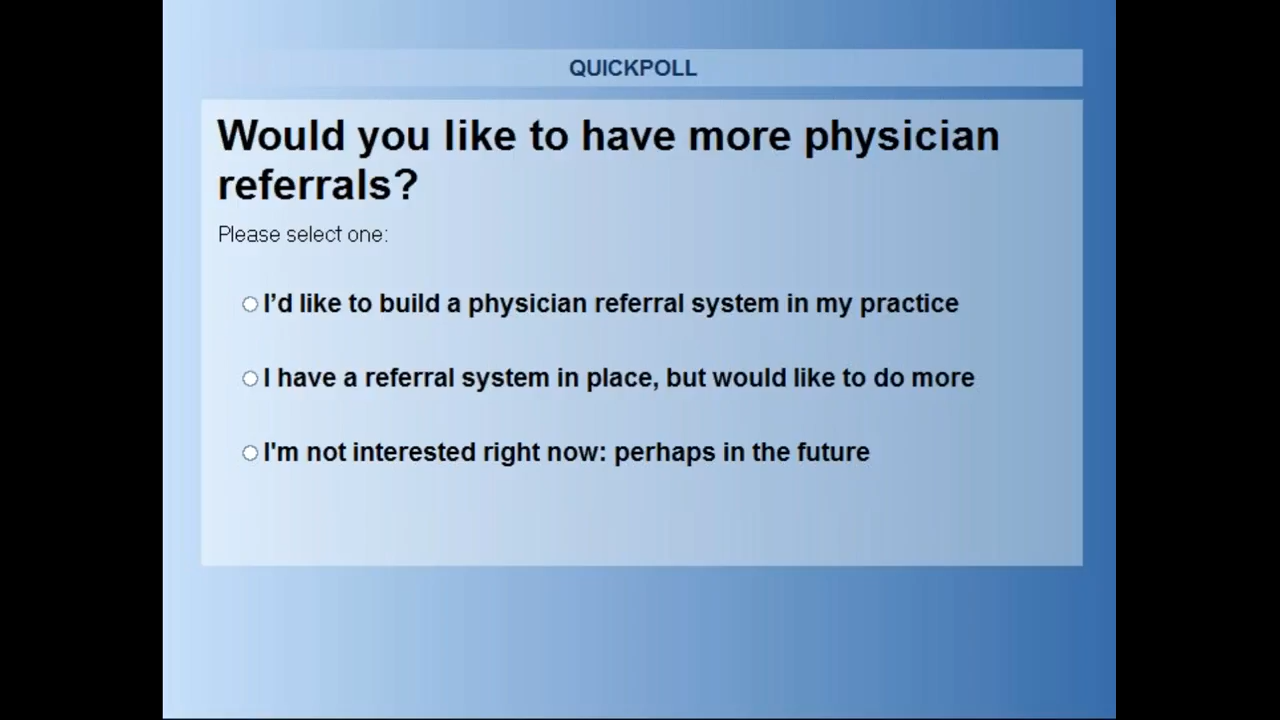 QUICKPOLL
Would you like to have more physician
referrals?
Please select one:
I’d like to build a physician referral system in my practice
I have a referral system in place, but would like to do more
I'm not interested right now: perhaps in the future